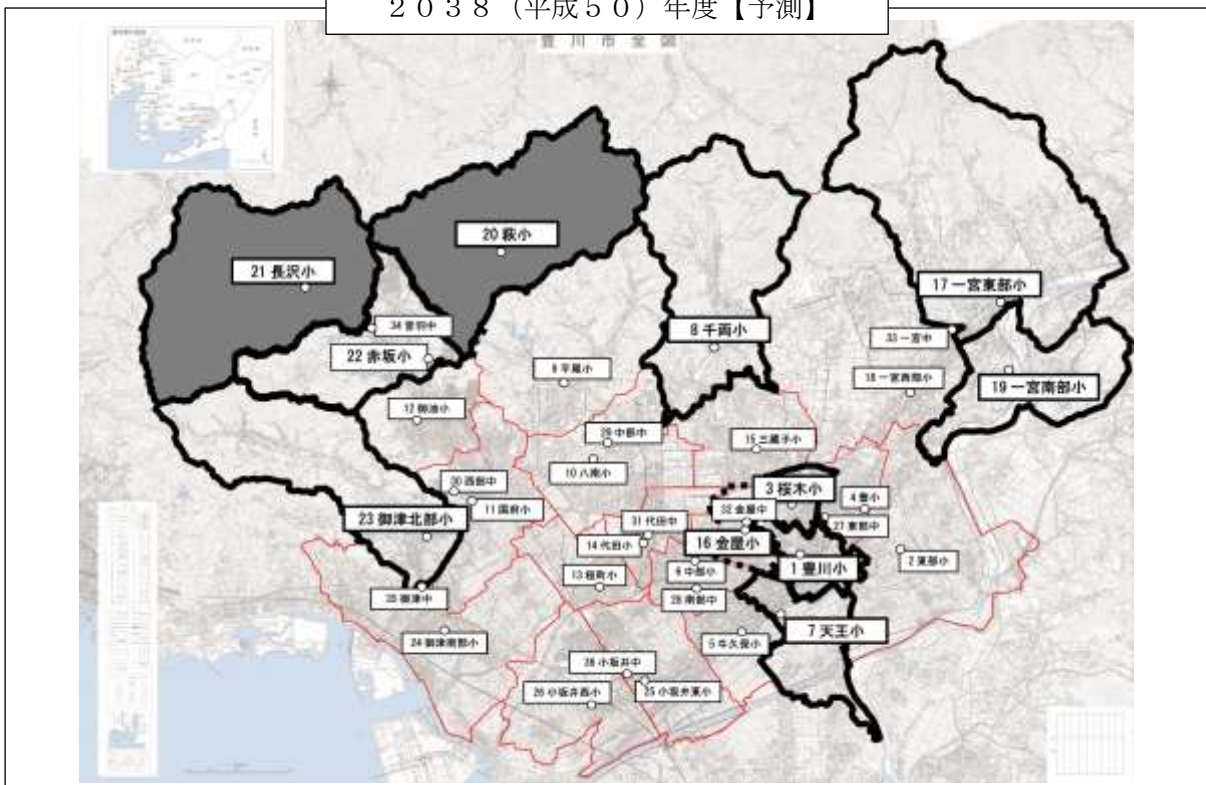 ２０３８（平成５０）年度【予測】
豊川市全図
20 萩小
21 長沢小
17 一宮東部小
34 音羽中
8 千両小
33 一宮中
22 赤坂小
9 平尾小
18 一宮西部小
19 一宮南部小
12 御油小
29 中部中
15 三蔵子小
10 八南小
30 西部中
3 桜木小
4 豊小
11 国府小
32 金屋中
23 御津北部小
31 代田中
27 東部中
14 代田小
16 金屋小
2 東部小
13 桜町小
6 中部小
1 豊川小
35 御津中
28 南部中
7 天王小
24 御津南部小
5 牛久保小
36 小坂井中
26 小坂井西小
25 小坂井東小